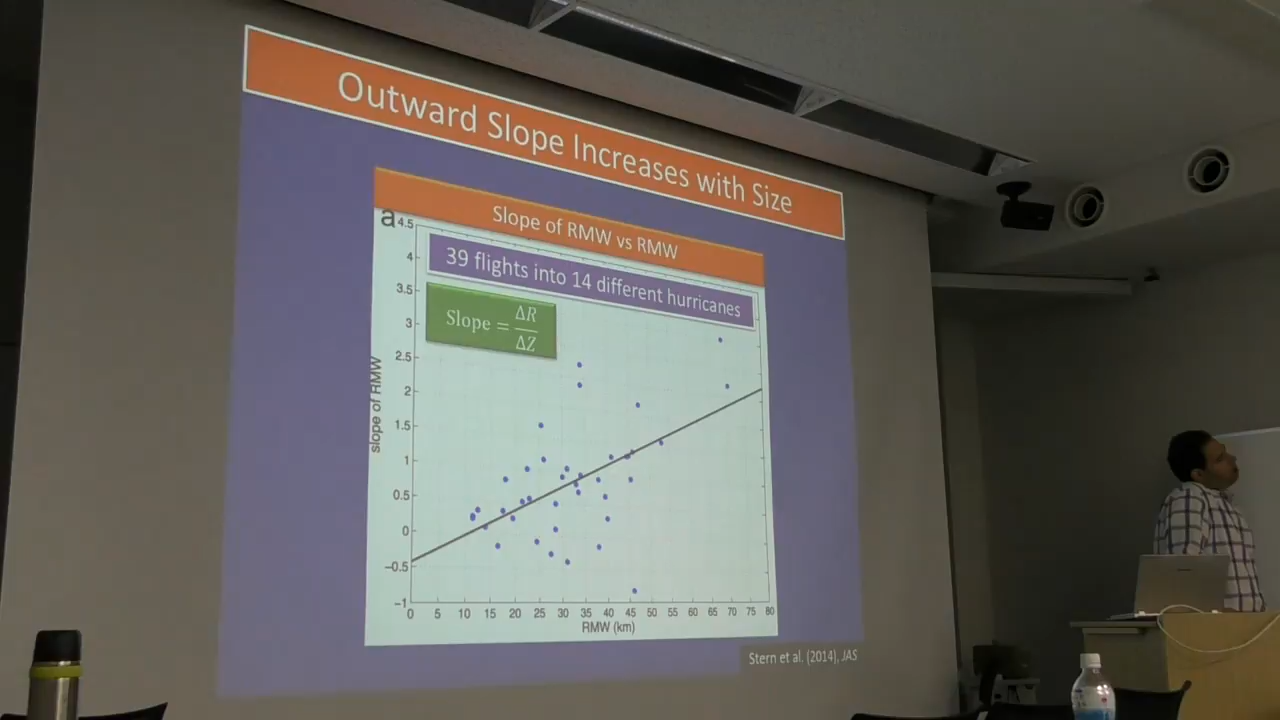 Outward Slope Increases with Size
Slope of RMW vs RMW
a
39 flights into 14 different hurricanes
Slope = ΔR/ΔZ
4.5
4
3.5
3
2.5
2
1.5
1
0.5
0
−0.5
−1
slope of RMW
0 5 10 15 20 25 30 35 40 45 50 55 60 65 70 75 80
RMW (km)
Stern et al. (2014), JAS